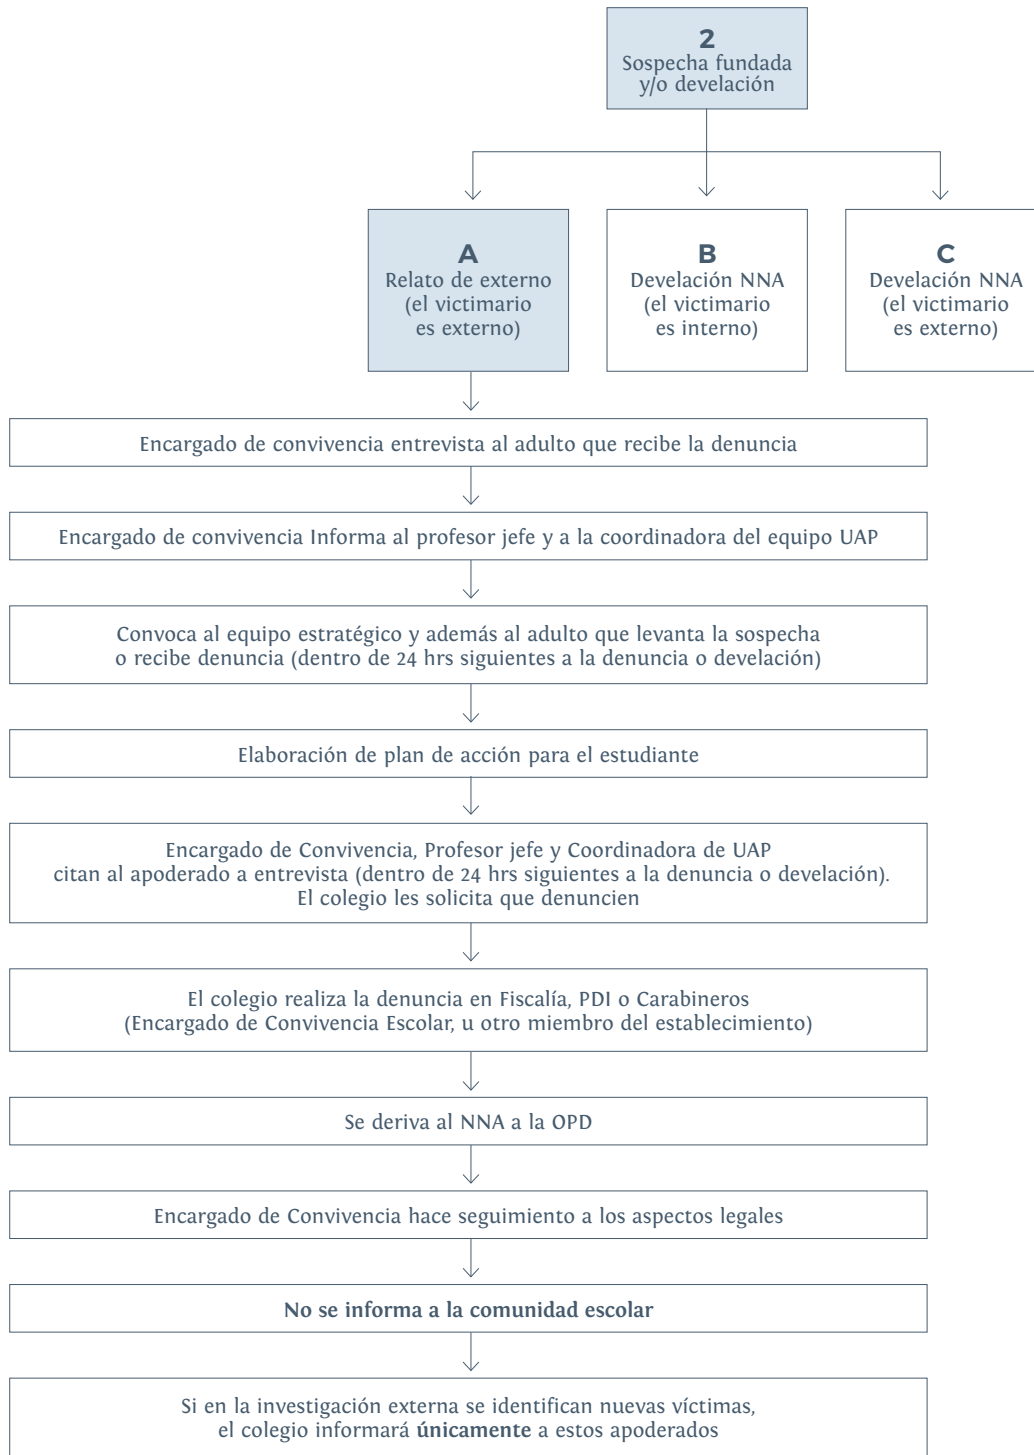 2
Sospecha fundada
y/o develación
A
Relato de externo
(el victimario
es externo)
B
Develación NNA
(el victimario
es interno)
C
Develación NNA
(el victimario
es externo)
Encargado de convivencia entrevista al adulto que recibe la denuncia
Encargado de convivencia Informa al profesor jefe y a la coordinadora del equipo UAP
Convoca al equipo estratégico y además al adulto que levanta la sospecha
o recibe denuncia (dentro de 24 hrs siguientes a la denuncia o develación)
Elaboración de plan de acción para el estudiante
Encargado de Convivencia, Profesor jefe y Coordinadora de UAP
citan al apoderado a entrevista (dentro de 24 hrs siguientes a la denuncia o develación).
El colegio les solicita que denuncien
El colegio realiza la denuncia en Fiscalía, PDI o Carabineros
(Encargado de Convivencia Escolar, u otro miembro del establecimiento)
Se deriva al NNA a la OPD
Encargado de Convivencia hace seguimiento a los aspectos legales
No se informa a la comunidad escolar
Si en la investigación externa se identifican nuevas víctimas,
el colegio informará únicamente a estos apoderados